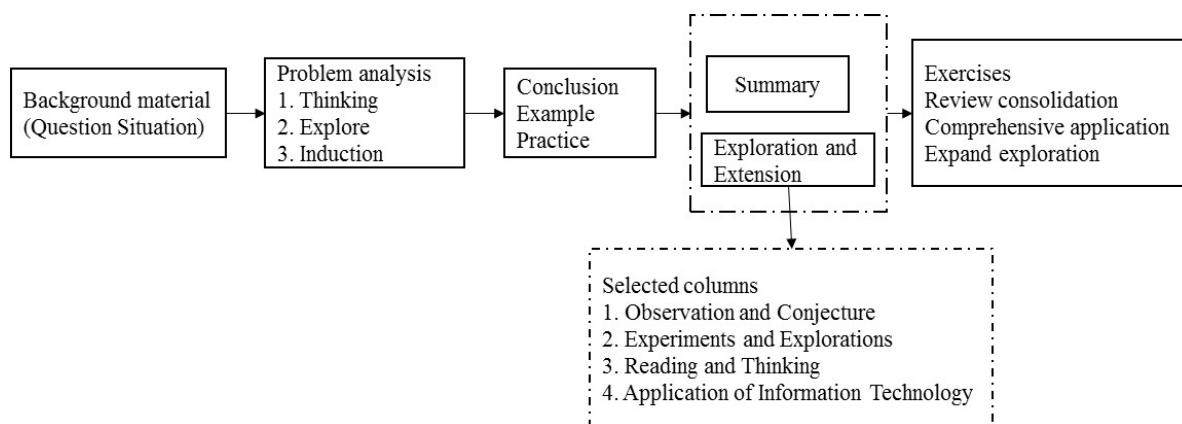 Background material
(Question Situation)
Problem analysis
1. Thinking
2. Explore
3. Induction
Conclusion
Example
Practice
Summary
Exploration and
Extension
Exercises
Review consolidation
Comprehensive application
Expand exploration
Selected columns
1. Observation and Conjecture
2. Experiments and Explorations
3. Reading and Thinking
4. Application of Information Technology